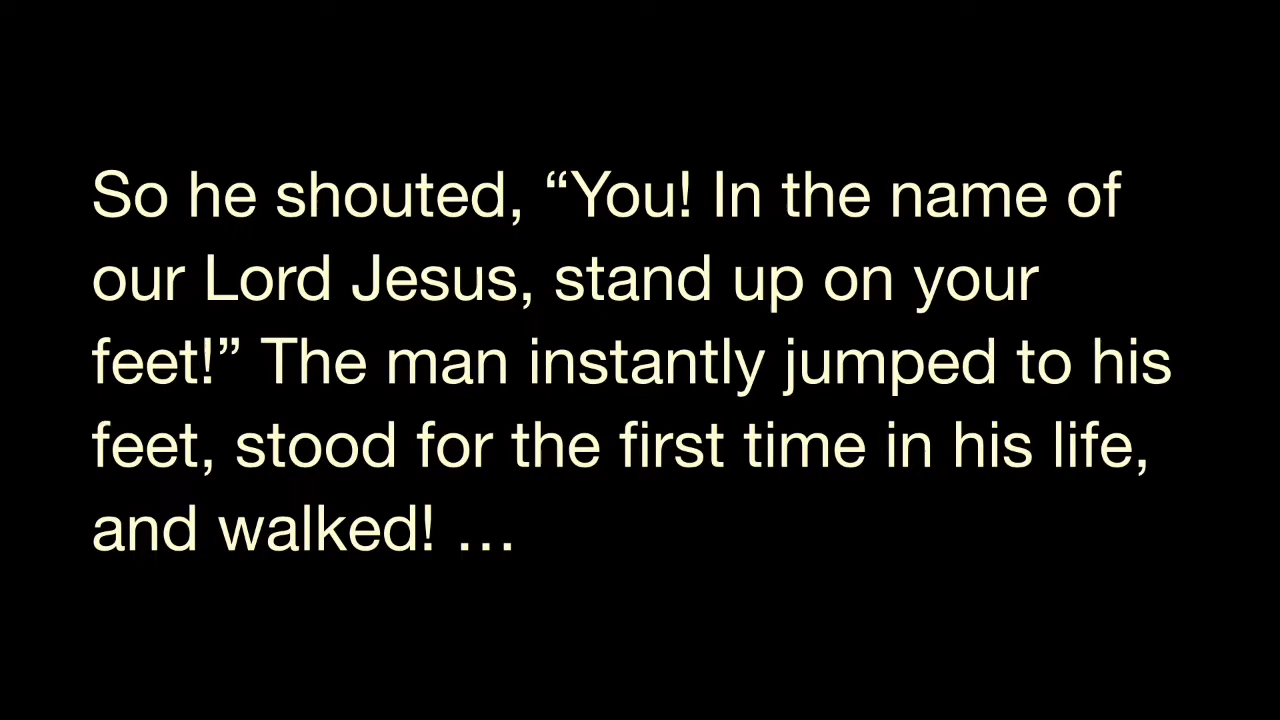 So he shouted, “You! In the name of
our Lord Jesus, stand up on your
feet!” The man instantly jumped to his
feet, stood for the first time in his life,
and walked! …